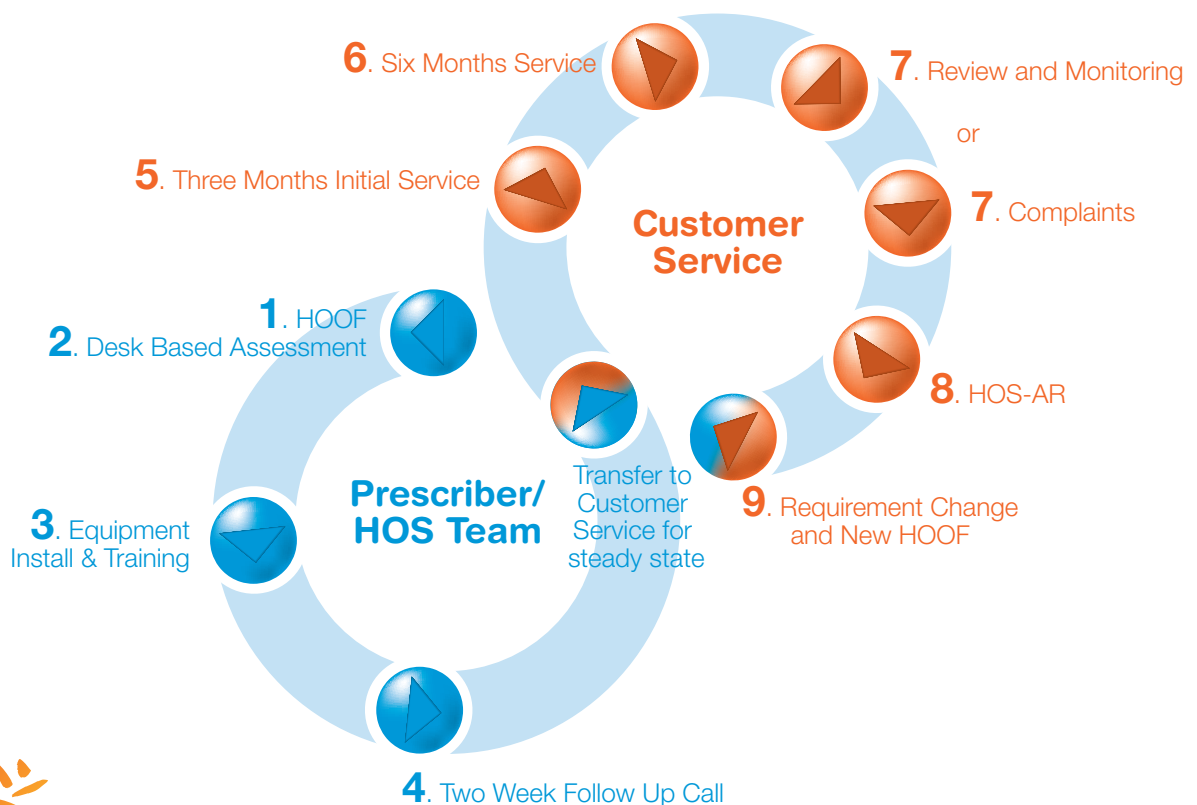 1. HOOF
2. Desk Based Assessment
3. Equipment
Install & Training
4. Two Week Follow Up Call
Prescriber/
HOS Team
Transfer to
Customer
Service for
steady state
5. Three Months Initial Service
6. Six Months Service
7. Review and Monitoring
or
7. Complaints
Customer
Service
8. HOS-AR
9. Requirement Change
and New HOOF